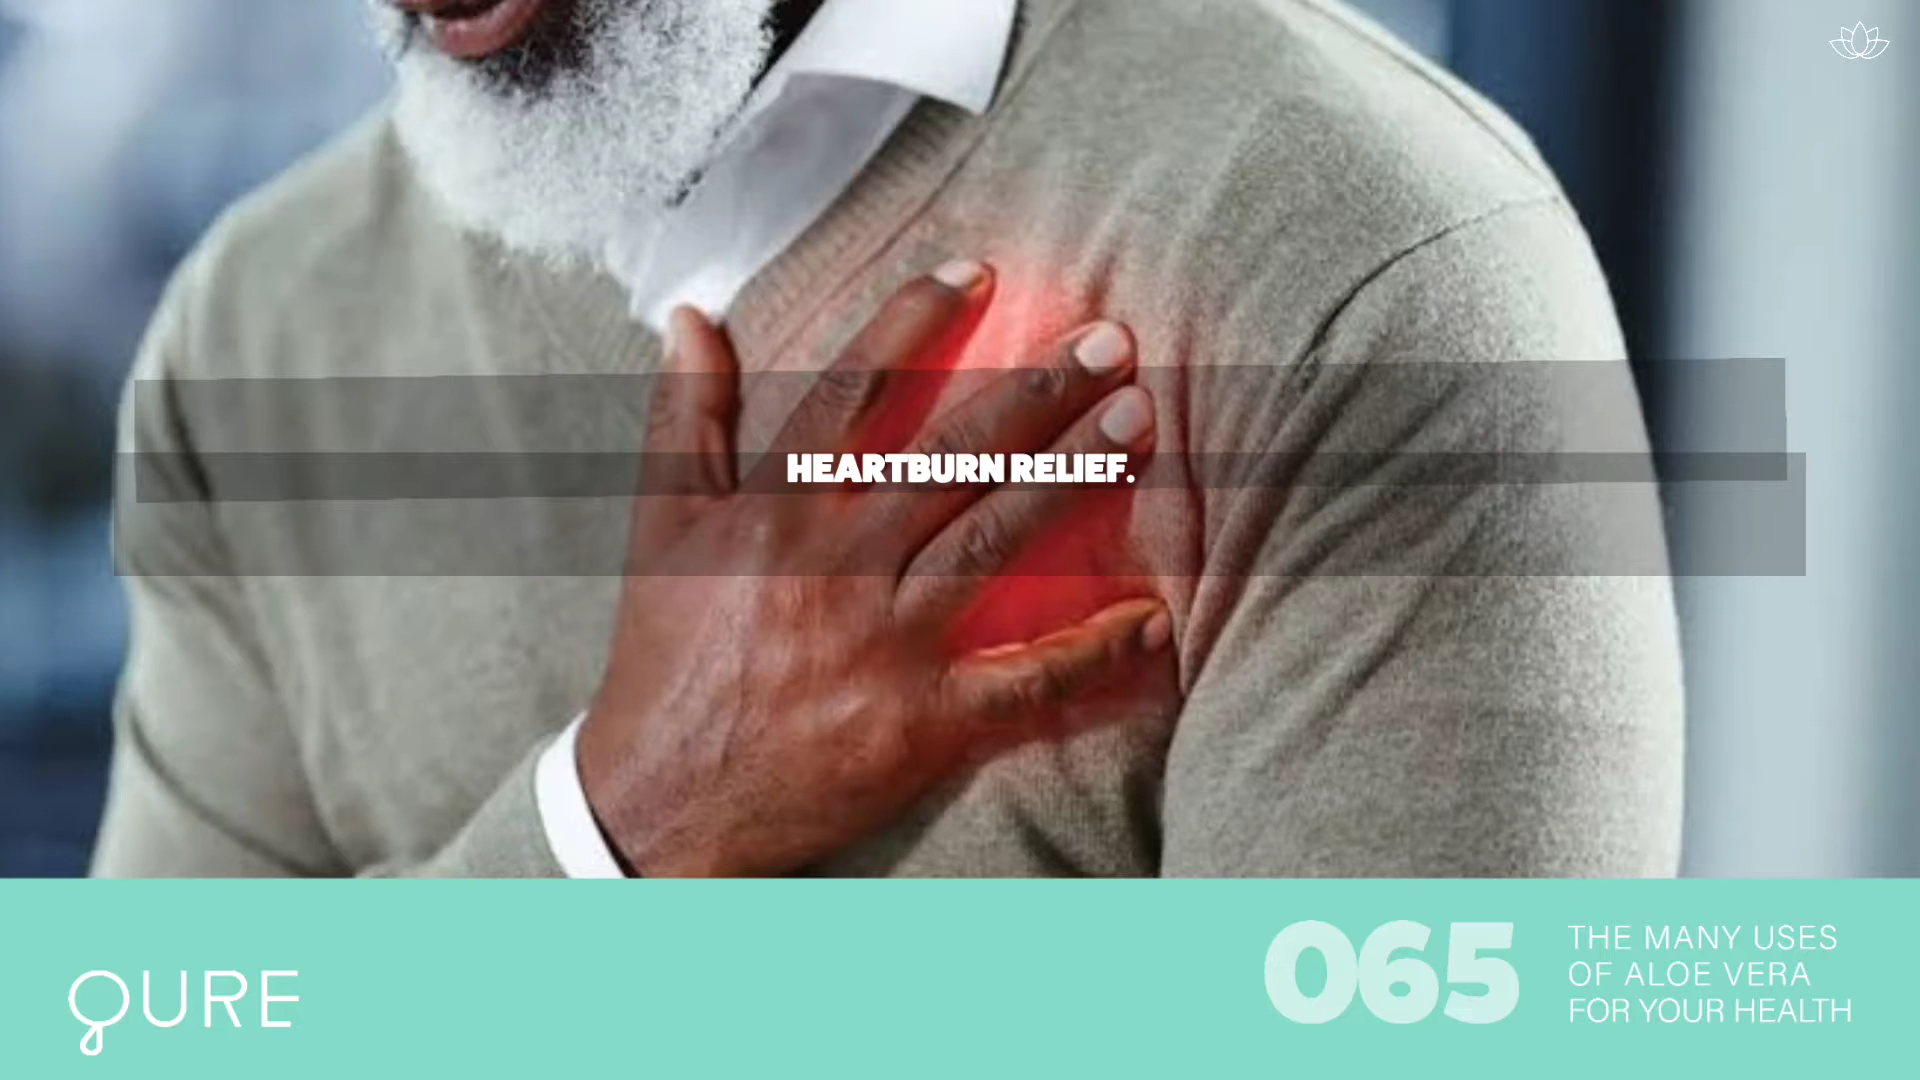 HEARTBURN RELIEF.
QURE
065
THE MANY USES
OF ALOE VERA
FOR YOUR HEALTH